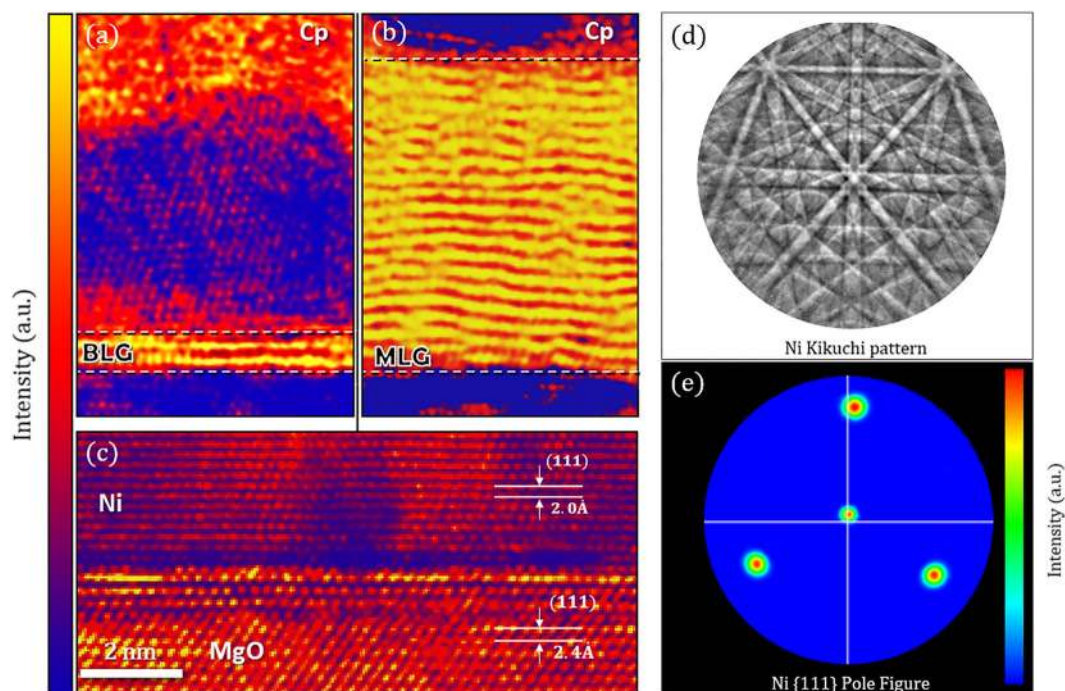 Intensity (a.u.)
(a)
Cp
BLG
(b)
Cp
MLG
(c)
Ni
(111)
2.0Å
(111)
2.4Å
MgO
2 nm
(d)
Ni Kikuchi pattern
(e)
Ni {111} Pole Figure
Intensity (a.u.)